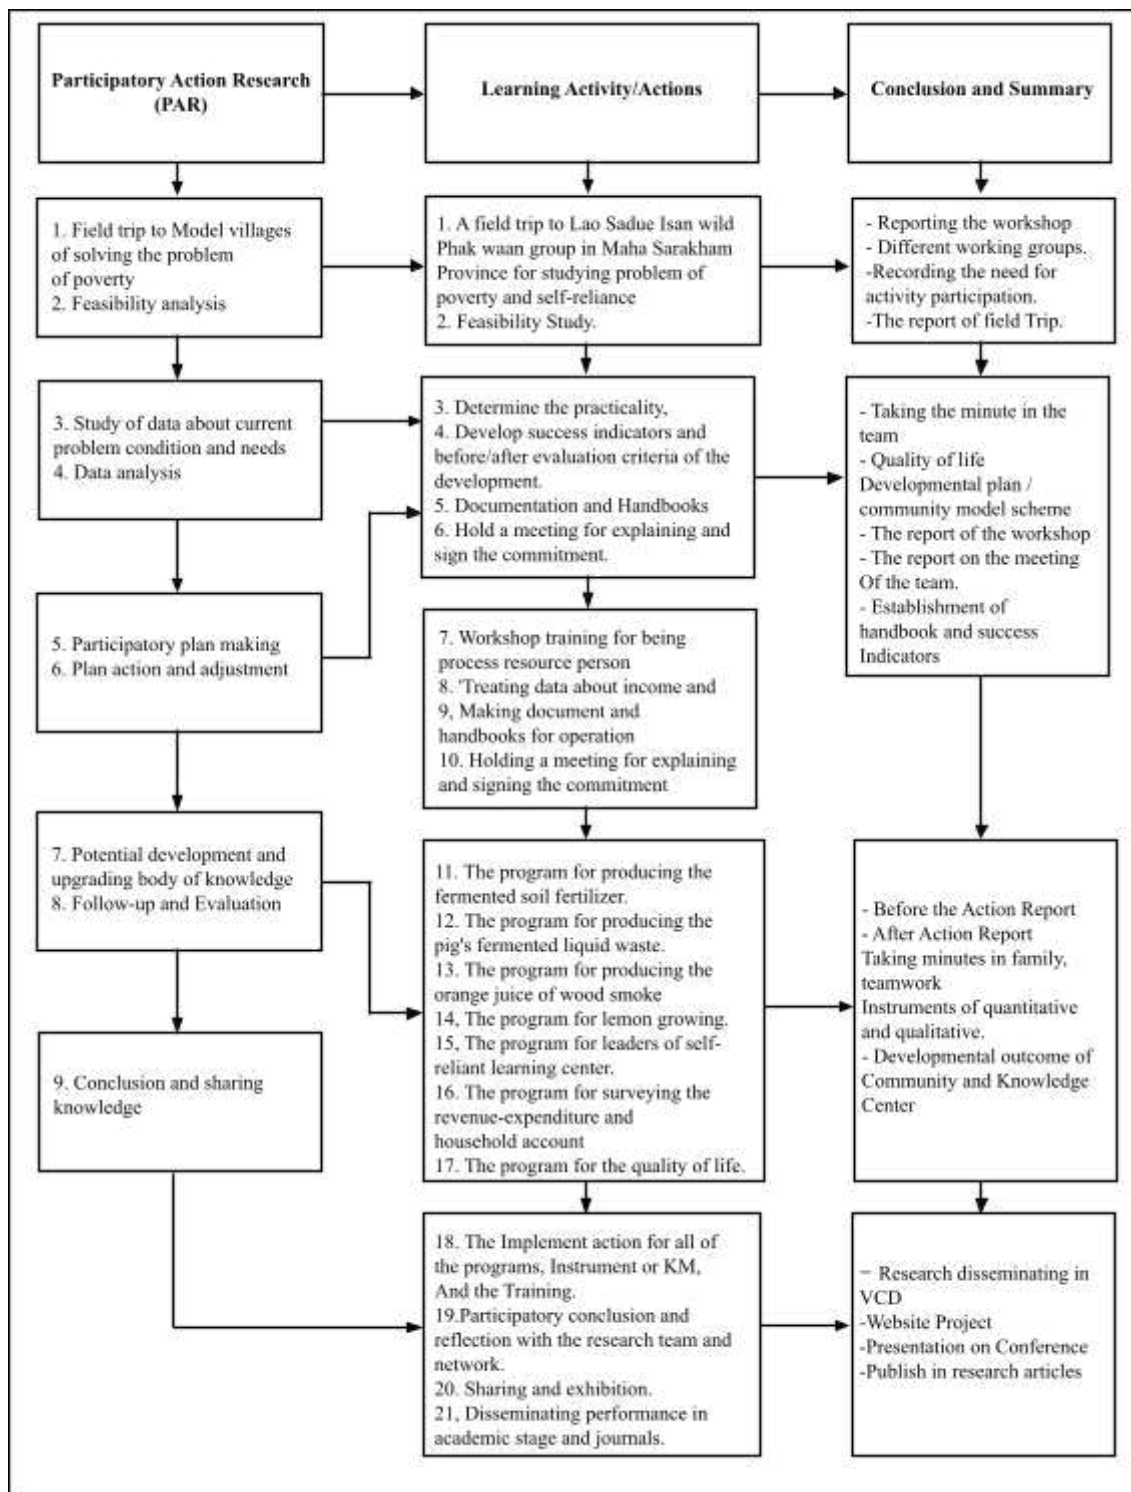 Participatory Action Research
(PAR)
Learning Activity/Actions
Conclusion and Summary
1. Field trip to Model villages
of solving the problem
of poverty
2. Feasibility analysis
1. A field trip to Lao Sadue Isan wild
Phak waan group in Maha Sarakham
Province for studying problem of
poverty and self-reliance
2. Feasibility Study.
- Reporting the workshop
- Different working groups.
-Recording the need for
activity participation.
-The report of field Trip.
3. Study of data about current
problem condition and needs
4. Data analysis
3. Determine the practicality,
4. Develop success indicators and
before/after evaluation criteria of the
development.
5. Documentation and Handbooks
6. Hold a meeting for explaining and
sign the commitment.
- Taking the minute in the
team
- Quality of life
Developmental plan /
community model scheme
- The report of the workshop
- The report on the meeting
Of the team.
- Establishment of
handbook and success
Indicators
5. Participatory plan making
6. Plan action and adjustment
7. Workshop training for being
process resource person
8. 'Treating data about income and
9, Making document and
handbooks for operation
10. Holding a meeting for explaining
and signing the commitment
7. Potential development and
upgrading body of knowledge
8. Follow-up and Evaluation
11. The program for producing the
fermented soil fertilizer.
12. The program for producing the
pig's fermented liquid waste.
13. The program for producing the
orange juice of wood smoke
14, The program for lemon growing.
15, The program for leaders of self-
reliant learning center.
16. The program for surveying the
revenue-expenditure and
household account
17. The program for the quality of life.
- Before the Action Report
- After Action Report
Taking minutes in family,
teamwork
Instruments of quantitative
and qualitative.
- Developmental outcome of
Community and Knowledge
Center
9. Conclusion and sharing
knowledge
18. The Implement action for all of
the programs, Instrument or KM,
And the Training.
19.Participatory conclusion and
reflection with the research team and
network.
20. Sharing and exhibition.
21, Disseminating performance in
academic stage and journals.
– Research disseminating in
VCD
-Website Project
-Presentation on Conference
-Publish in research articles